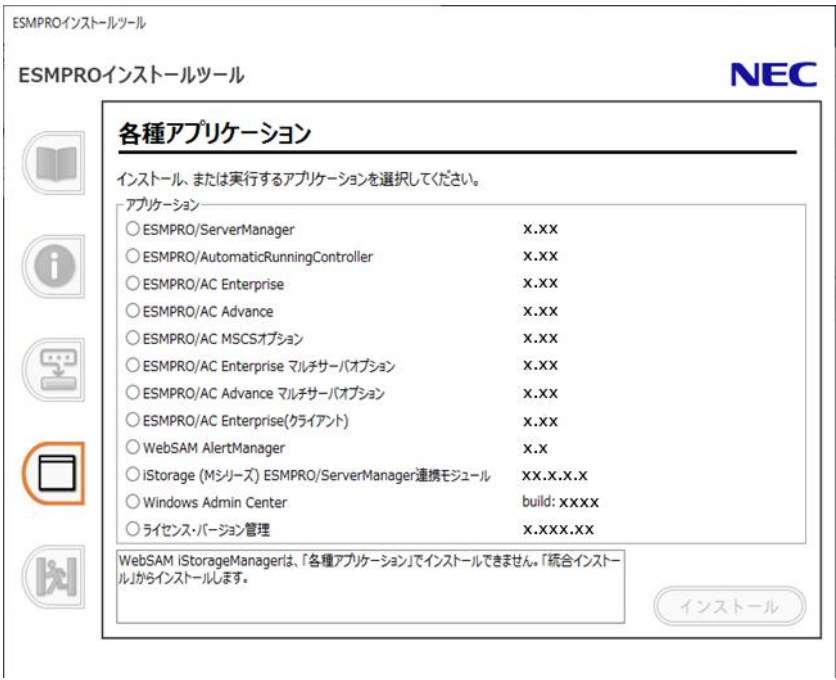 ESMPROインストールツール
ESMPROインストールツール
NEC
各種アプリケーション
インストール、または実行するアプリケーションを選択してください。
アプリケーション
ESMPRO/ServerManager x.xx
ESMPRO/AutomaticRunningController x.xx
ESMPRO/AC Enterprise x.xx
ESMPRO/AC Advance x.xx
ESMPRO/AC MSCSオプション x.xx
ESMPRO/AC Enterprise マルチサーバオプション x.xx
ESMPRO/AC Advance マルチサーバオプション x.xx
ESMPRO/AC Enterprise(クライアント) x.xx
WebSAM AlertManager x.x
iStorage (Mシリーズ) ESMPRO/ServerManager連携モジュール xx.x.x.x
Windows Admin Center build: xxxx
ライセンス・バージョン管理 x.xxx.xx
WebSAM iStorageManagerは、「各種アプリケーション」でインストールできません。「統合インストー
ル」からインストールします。
インストール